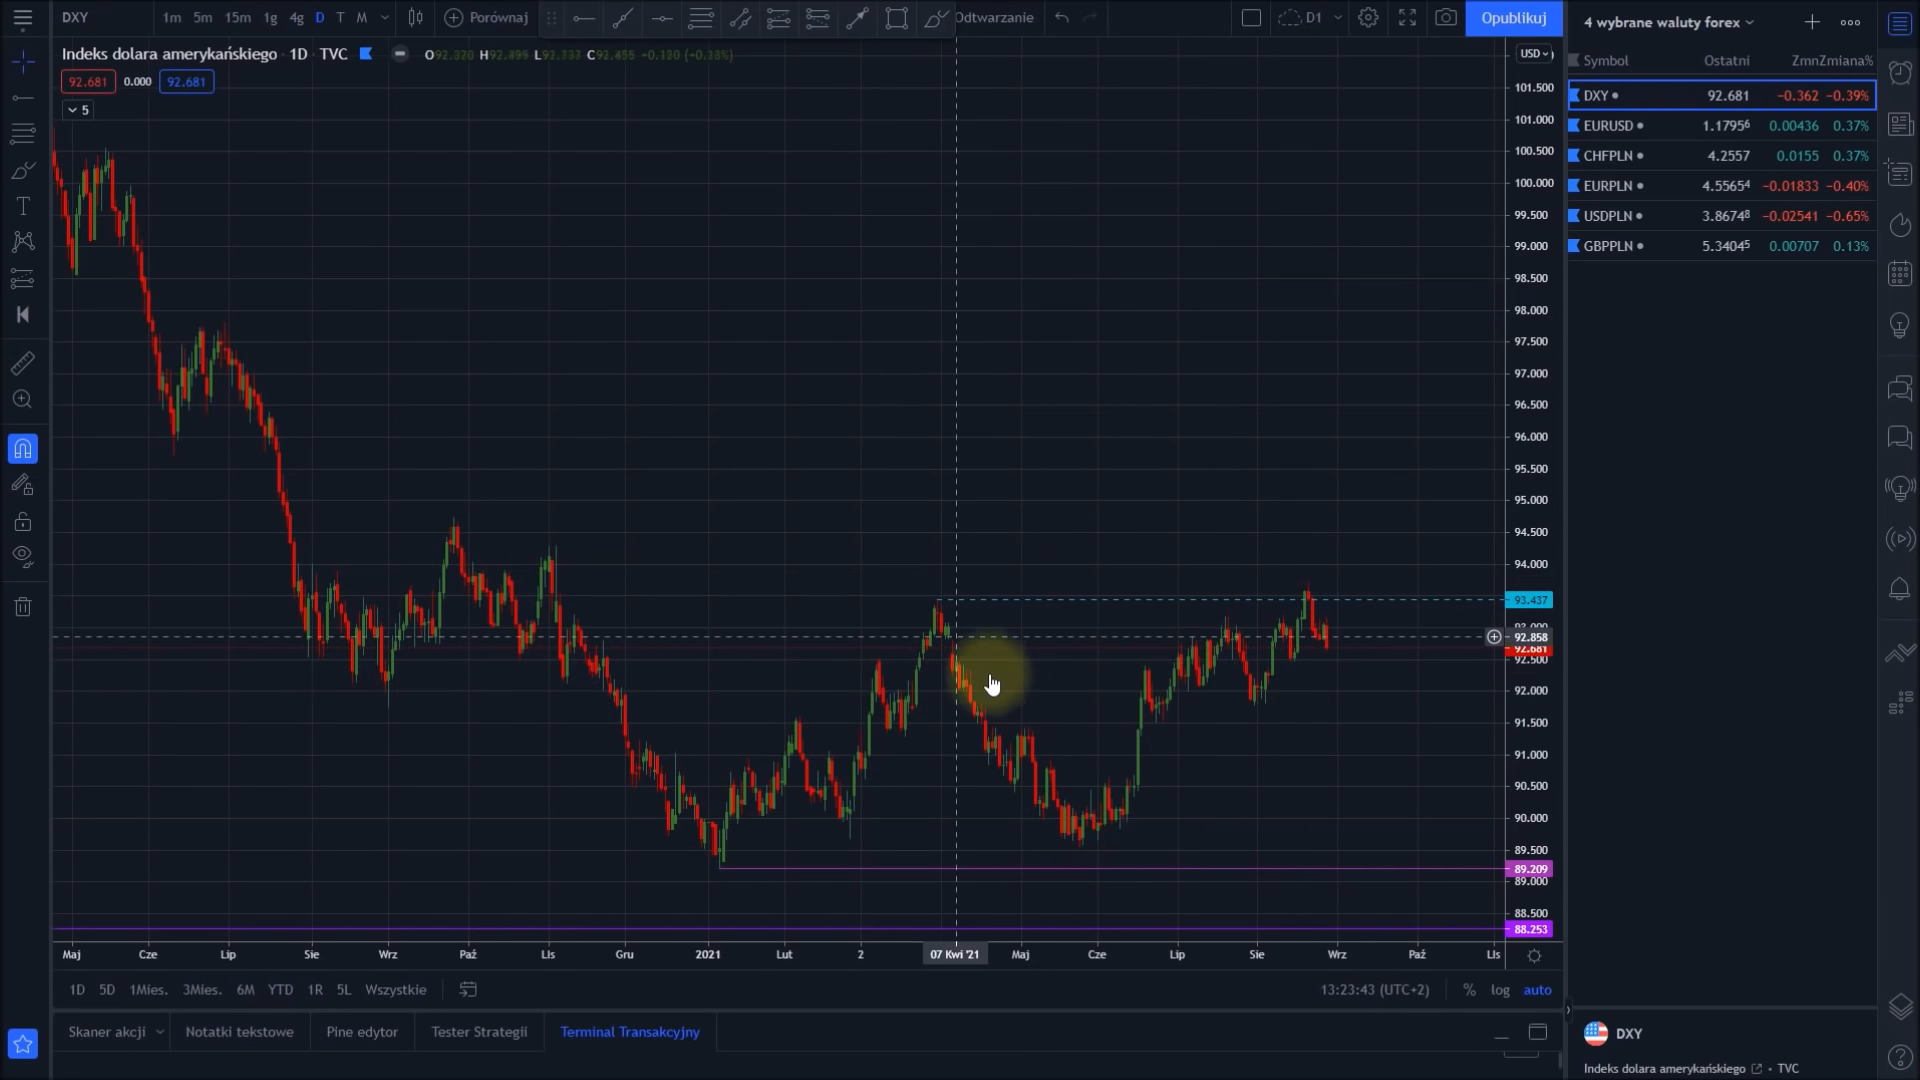 DXY 1m 5m 15m 1g 4g D T M Porównaj Odtwarzanie D1 Opublikuj
4 wybrane waluty forex
Indeks dolara amerykańskiego 1D TVC
USD
92.681 0.000 92.681
5
Symbol Ostatni Zmn Zmiana%
DXY 92.681 −0.362 −0.39%
EURUSD 1.17956 0.00436 0.37%
CHFPLN 4.2557 0.0155 0.37%
EURPLN 4.55654 −0.01833 −0.40%
USDPLN 3.86748 −0.02541 −0.65%
GBPPLN 5.34045 0.00707 0.13%
101.500
101.000
100.500
100.000
99.500
99.000
98.500
98.000
97.500
97.000
96.500
96.000
95.500
95.000
94.500
94.000
93.437
92.858
92.681
92.500
92.000
91.500
91.000
90.500
90.000
89.500
89.209
89.000
88.500
88.253
Maj Cze Lip Sie Wrz Paź Lis Gru 2021 Lut 2 07 Kwi '21 Maj Cze Lip Sie Wrz Paź Lis
1D 5D 1Mies. 3Mies. 6M YTD 1R 5L Wszystkie
13:23:43 (UTC+2) % log auto
Skaner akcji Notatki tekstowe Pine edytor Tester Strategii Terminal Transakcyjny
DXY
Indeks dolara amerykańskiego • TVC